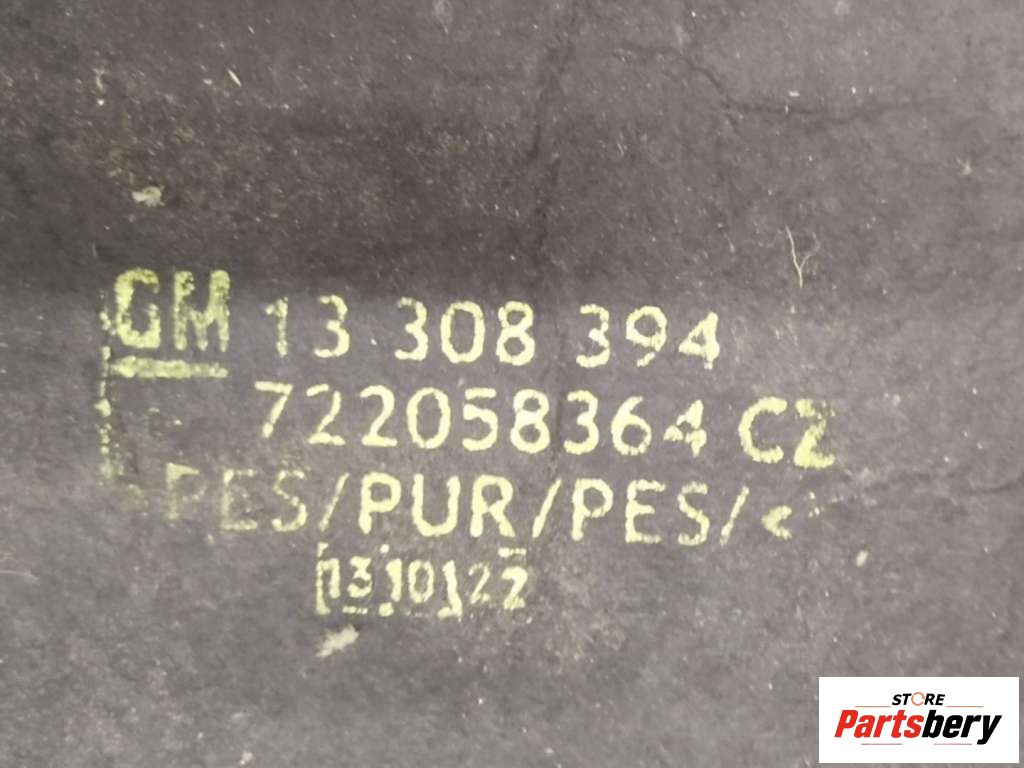 GM 13 308 394
722058364 CZ
PES/PUR/PES/<
13 10 22
STORE
Partsbery